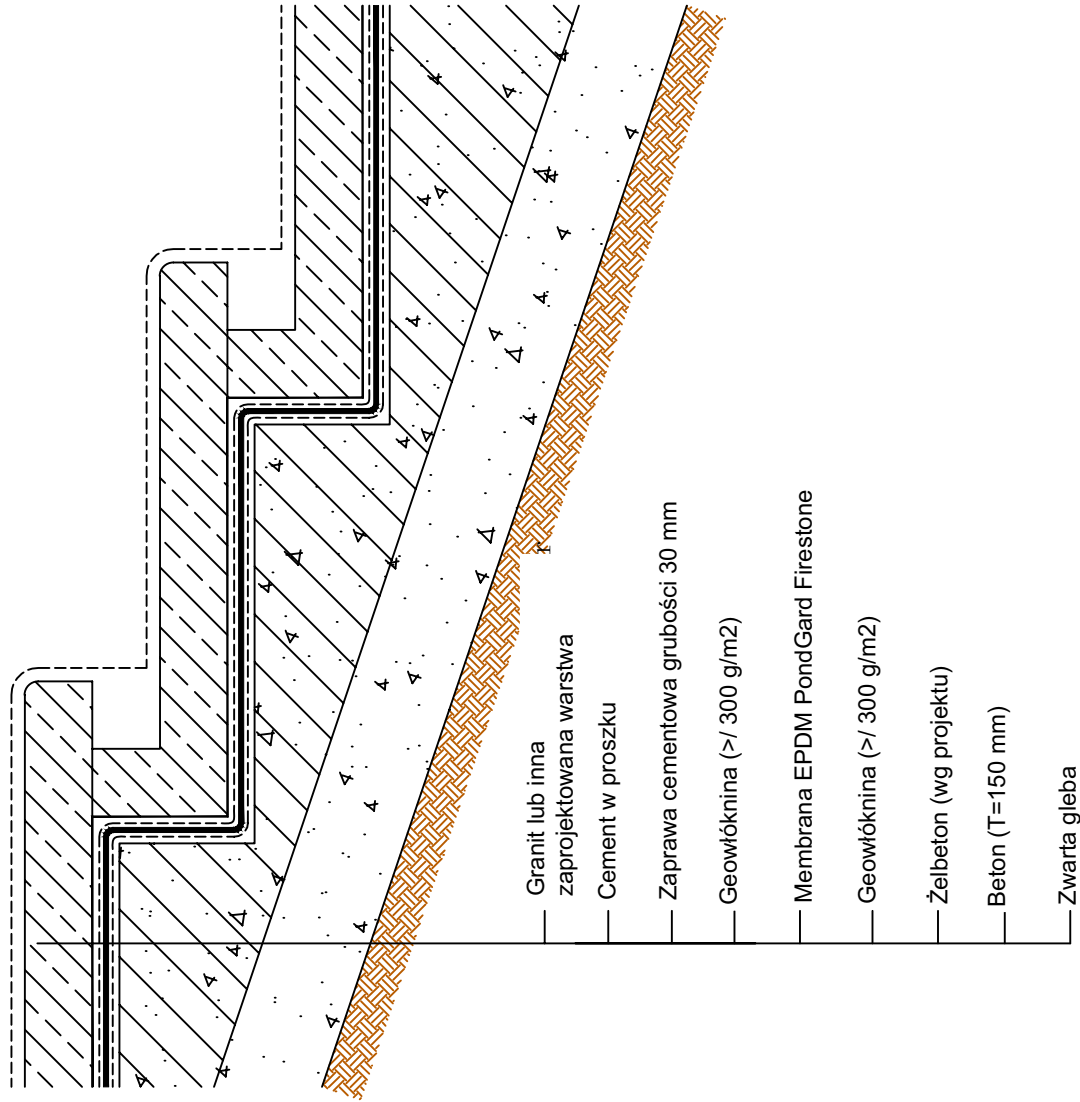 Granit lub inna
zaprojektowana warstwa
Cement w proszku
Zaprawa cementowa grubości 30 mm
Geowłóknina (>/ 300 g/m2)
Membrana EPDM PondGard Firestone
Geowłóknina (>/ 300 g/m2)
Żelbeton (wg projektu)
Beton (T=150 mm)
Zwarta gleba
r